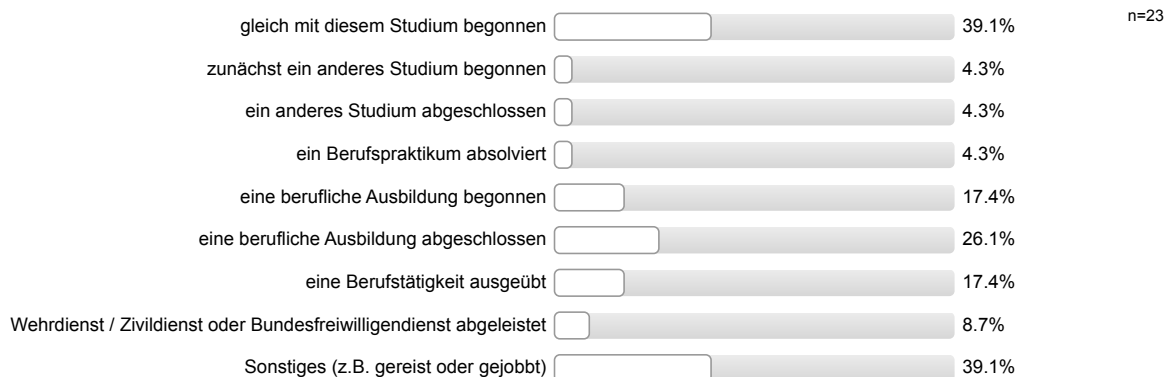 gleich mit diesem Studium begonnen 39.1% n=23
zunächst ein anderes Studium begonnen 4.3%
ein anderes Studium abgeschlossen 4.3%
ein Berufspraktikum absolviert 4.3%
eine berufliche Ausbildung begonnen 17.4%
eine berufliche Ausbildung abgeschlossen 26.1%
eine Berufstätigkeit ausgeübt 17.4%
Wehrdienst / Zivildienst oder Bundesfreiwilligendienst abgeleistet 8.7%
Sonstiges (z.B. gereist oder gejobbt) 39.1%